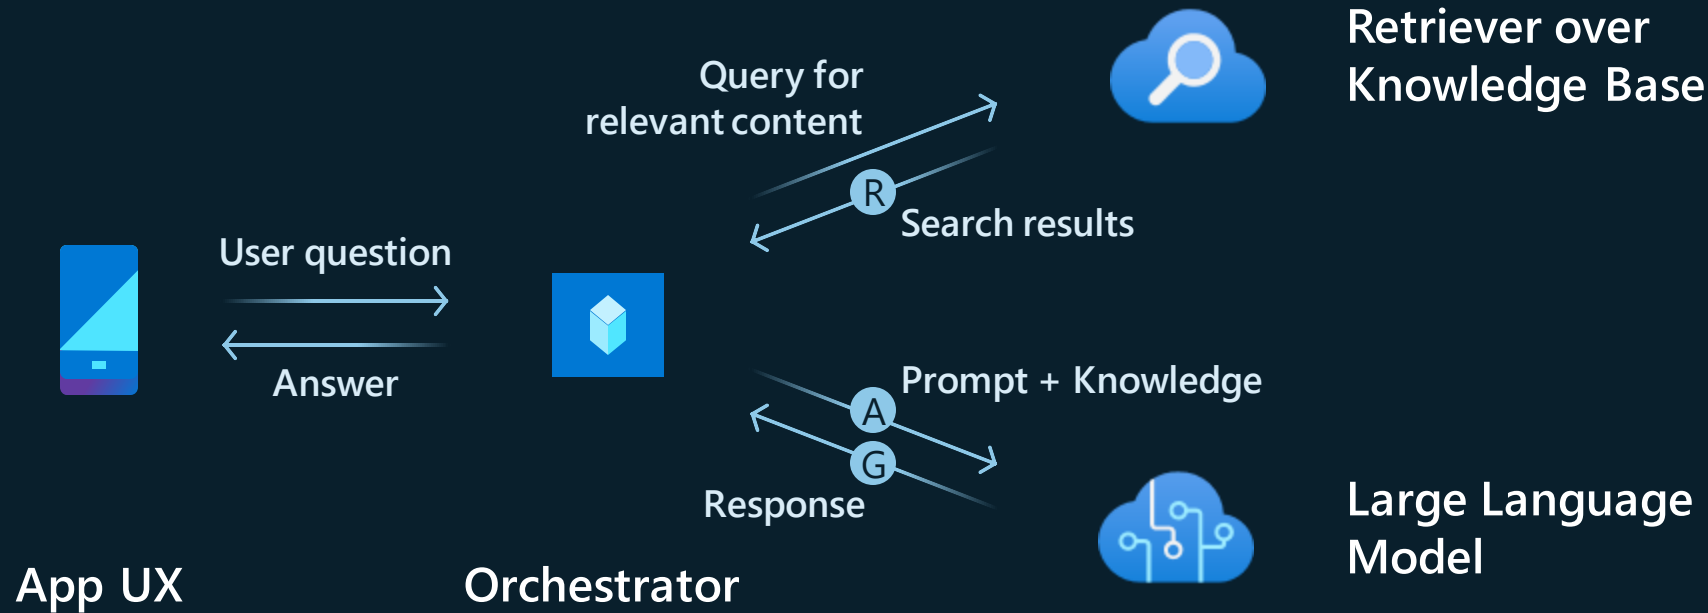 Retriever over
Knowledge Base
Query for
relevant content
R
Search results
User question
Answer
Prompt + Knowledge
A
G
Response
Large Language
Model
App UX
Orchestrator